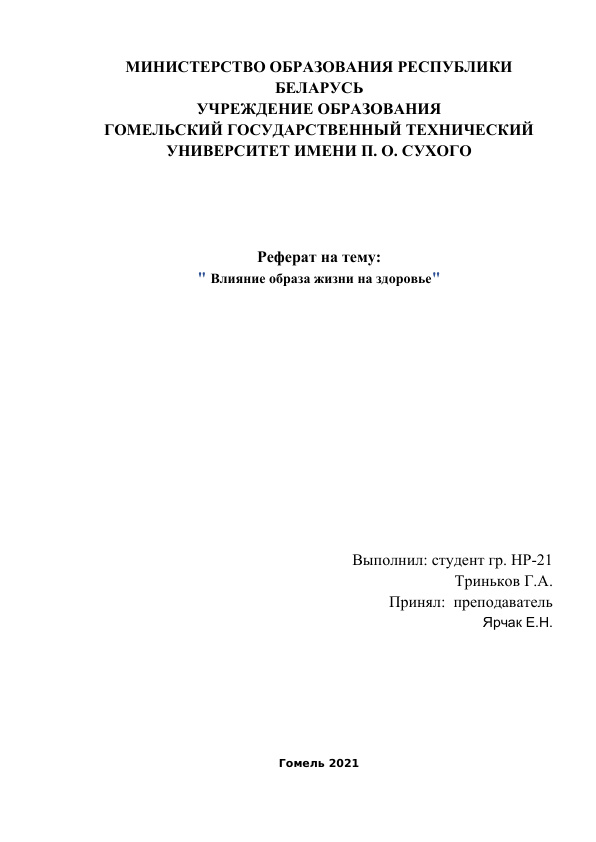 МИНИСТЕРСТВО ОБРАЗОВАНИЯ РЕСПУБЛИКИ
БЕЛАРУСЬ
УЧРЕЖДЕНИЕ ОБРАЗОВАНИЯ
ГОМЕЛЬСКИЙ ГОСУДАРСТВЕННЫЙ ТЕХНИЧЕСКИЙ
УНИВЕРСИТЕТ ИМЕНИ П. О. СУХОГО
Реферат на тему:
" Влияние образа жизни на здоровье"
Выполнил: студент гр. НР-21
Триньков Г.А.
Принял:  преподаватель
Ярчак Е.Н.
Гомель 2021